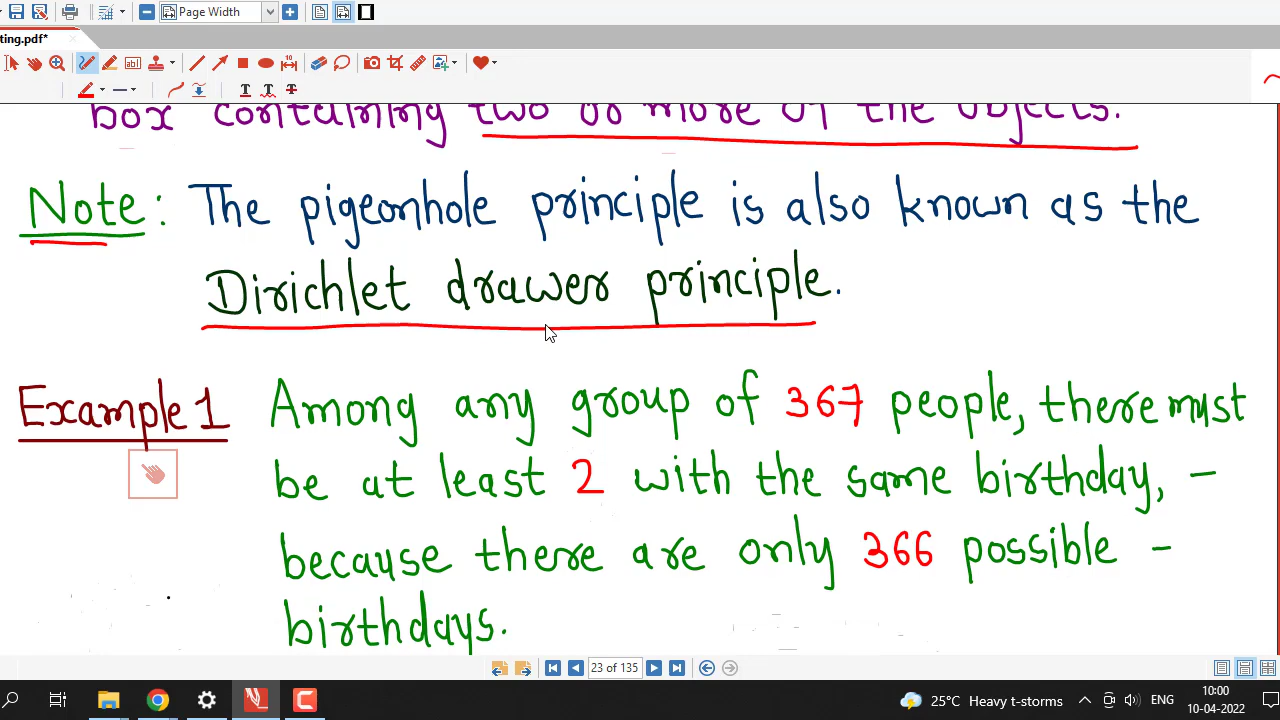 Page Width
ting.pdf*
box containing two or more of the objects.
Note: The pigeonhole principle is also known as the
Dirichlet drawer principle.
Example 1 Among any group of 367 people, there must
be at least 2 with the same birthday, -
because there are only 366 possible -
birthdays.
23 of 135
25°C Heavy t-storms
ENG
10:00
10-04-2022